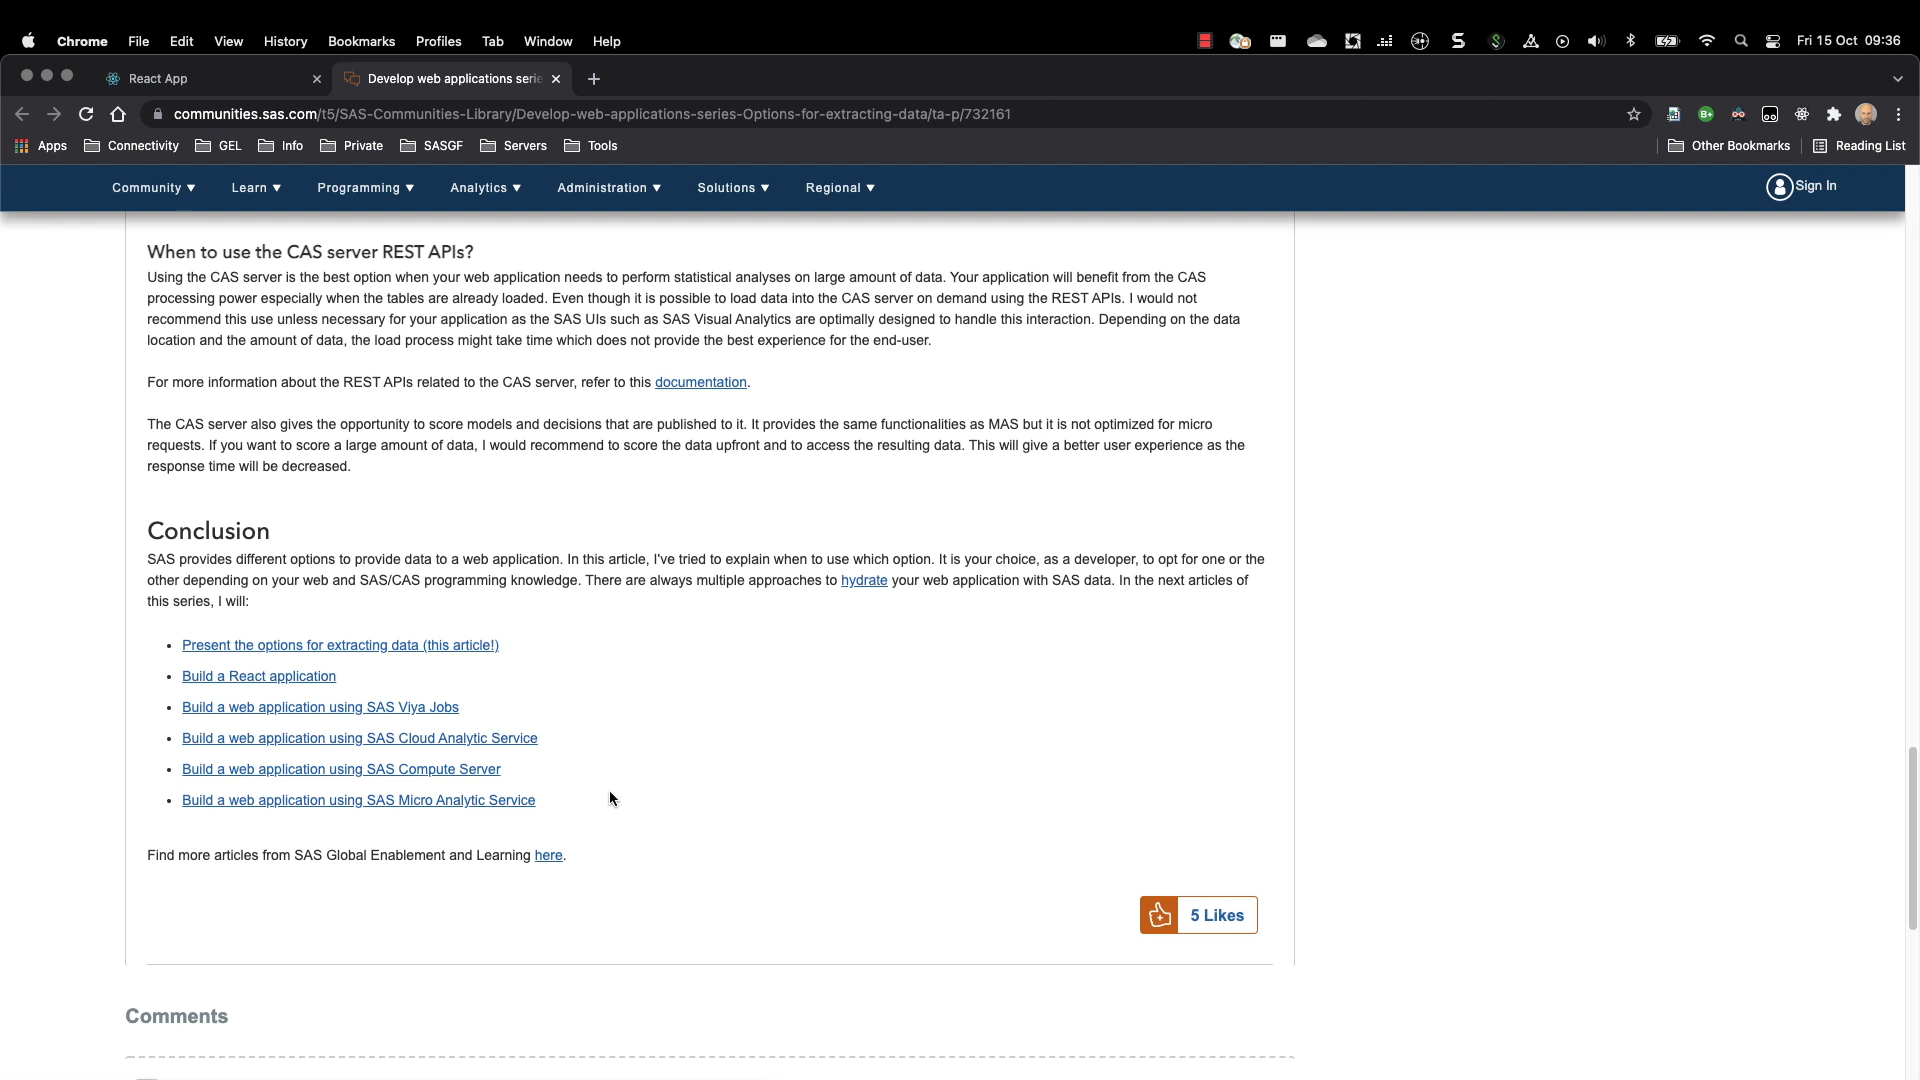 Chrome File Edit View History Bookmarks Profiles Tab Window Help Fri 15 Oct 09:36
React App Develop web applications serie
communities.sas.com/t5/SAS-Communities-Library/Develop-web-applications-series-Options-for-extracting-data/ta-p/732161
Apps Connectivity GEL Info Private SASGF Servers Tools Other Bookmarks Reading List
Community Learn Programming Analytics Administration Solutions Regional Sign In
When to use the CAS server REST APIs?
Using the CAS server is the best option when your web application needs to perform statistical analyses on large amount of data. Your application will benefit from the CAS
processing power especially when the tables are already loaded. Even though it is possible to load data into the CAS server on demand using the REST APIs. I would not
recommend this use unless necessary for your application as the SAS UIs such as SAS Visual Analytics are optimally designed to handle this interaction. Depending on the data
location and the amount of data, the load process might take time which does not provide the best experience for the end-user.
For more information about the REST APIs related to the CAS server, refer to this documentation.
The CAS server also gives the opportunity to score models and decisions that are published to it. It provides the same functionalities as MAS but it is not optimized for micro
requests. If you want to score a large amount of data, I would recommend to score the data upfront and to access the resulting data. This will give a better user experience as the
response time will be decreased.
Conclusion
SAS provides different options to provide data to a web application. In this article, I've tried to explain when to use which option. It is your choice, as a developer, to opt for one or the
other depending on your web and SAS/CAS programming knowledge. There are always multiple approaches to hydrate your web application with SAS data. In the next articles of
this series, I will:
• Present the options for extracting data (this article!)
• Build a React application
• Build a web application using SAS Viya Jobs
• Build a web application using SAS Cloud Analytic Service
• Build a web application using SAS Compute Server
• Build a web application using SAS Micro Analytic Service
Find more articles from SAS Global Enablement and Learning here.
5 Likes
Comments